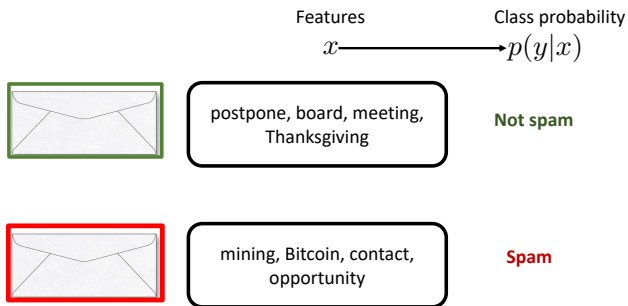 Features Class probability
x p(y|x)
postpone, board, meeting,
Thanksgiving
Not spam
mining, Bitcoin, contact,
opportunity
Spam